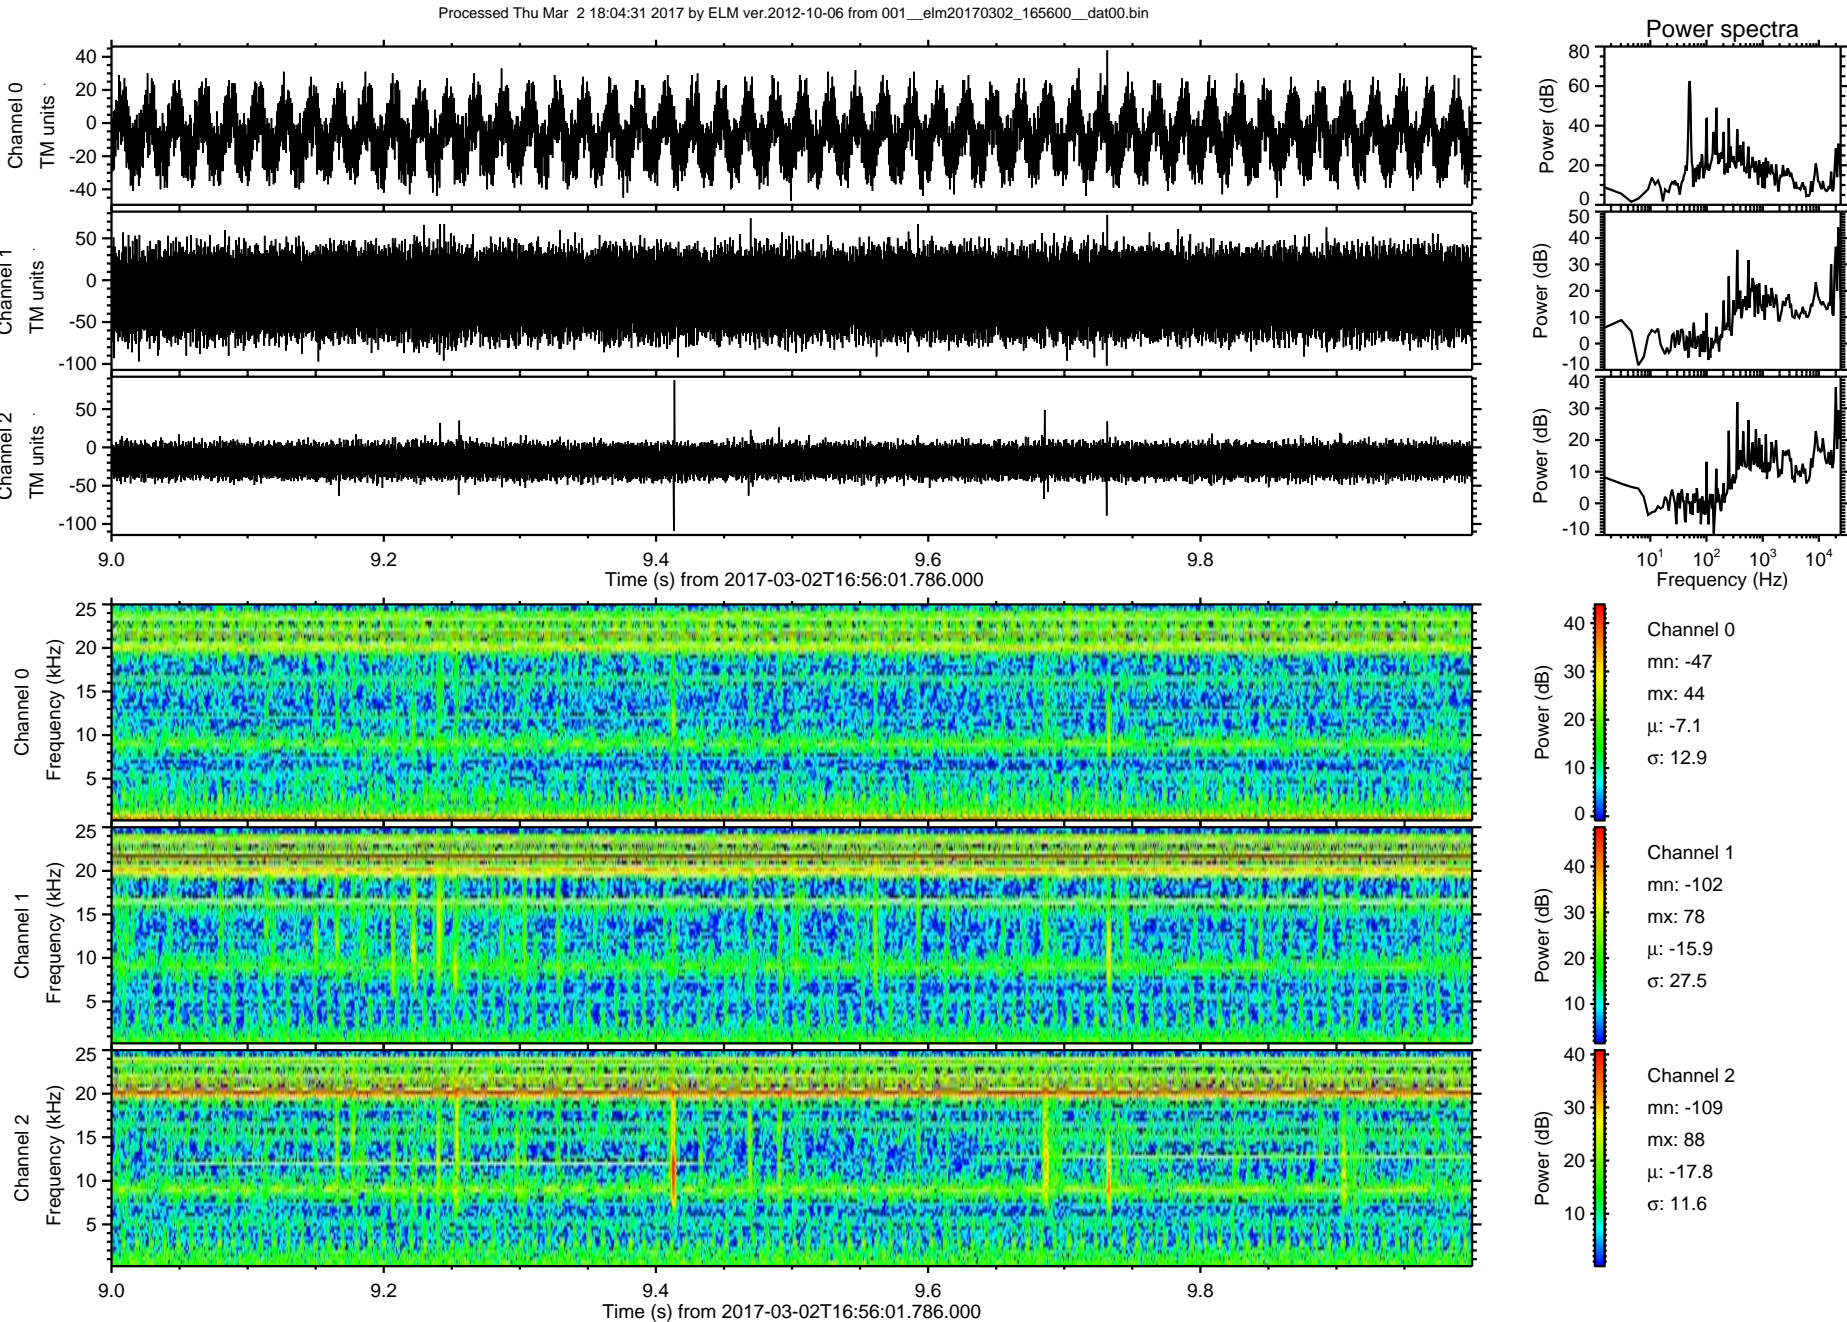 Processed Thu Mar 2 18:04:31 2017 by ELM ver.2012-10-06 from 001__elm20170302_165600__dat00.bin
Power spectra
Channel 0
TM units
40
20
0
-20
-40
Power (dB)
80
60
40
20
0
Channel 1
TM units
50
0
-50
-100
Power (dB)
50
40
30
20
10
0
-10
Channel 2
TM units
50
0
-50
-100
Power (dB)
40
30
20
10
0
-10
9.0 9.2 9.4 9.6 9.8
Time (s) from 2017-03-02T16:56:01.786.000
10¹ 10² 10³ 10⁴
Frequency (Hz)
Channel 0
Frequency (kHz)
25
20
15
10
5
Power (dB)
40
30
20
10
0
Channel 0
mn: -47
mx: 44
μ: -7.1
σ: 12.9
Channel 1
Frequency (kHz)
25
20
15
10
5
Power (dB)
40
30
20
10
Channel 1
mn: -102
mx: 78
μ: -15.9
σ: 27.5
Channel 2
Frequency (kHz)
25
20
15
10
5
Power (dB)
40
30
20
10
Channel 2
mn: -109
mx: 88
μ: -17.8
σ: 11.6
9.0 9.2 9.4 9.6 9.8
Time (s) from 2017-03-02T16:56:01.786.000